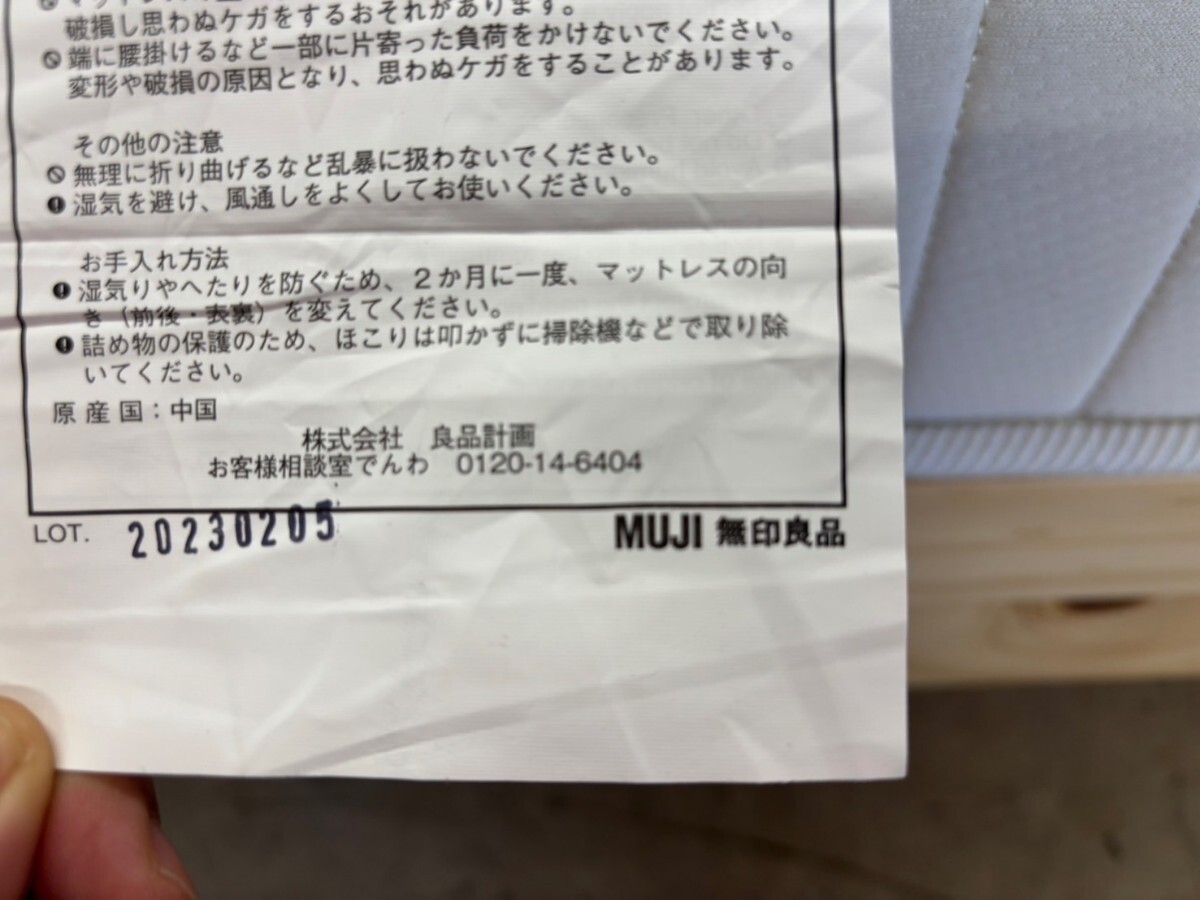 破損し思わぬケガをするおそれがあります。
端に腰掛けるなど一部に片寄った負荷をかけないでください。
変形や破損の原因となり、思わぬケガをすることがあります。
その他の注意
無理に折り曲げるなど乱暴に扱わないでください。
湿気を避け、風通しをよくしてお使いください。
お手入れ方法
湿気りやへたりを防ぐため、2か月に一度、マットレスの向
き（前後・表裏）を変えてください。
詰め物の保護のため、ほこりは叩かずに掃除機などで取り除
いてください。
原産国：中国
株式会社 良品計画
お客様相談室でんわ 0120-14-6404
LOT. 20230205
MUJI 無印良品